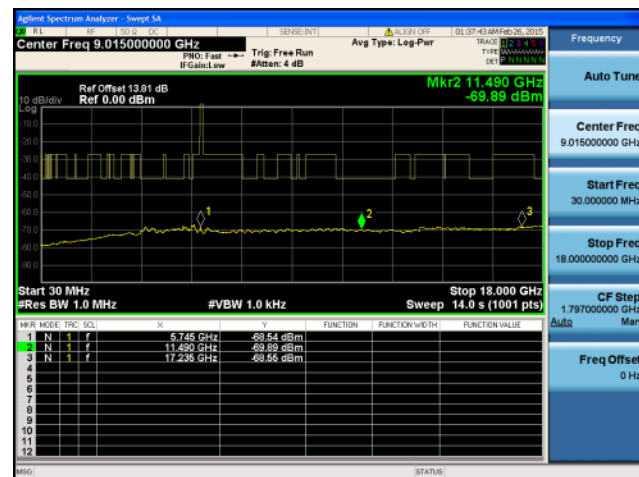 Agilent Spectrum Analyzer - Swept SA
RL RF 50 Ω DC SENSE:INT ALIGN OFF 01:37:43 AM Feb 26, 2015
Center Freq 9.015000000 GHz
PNO: Fast
IFGain:Low
Trig: Free Run
#Atten: 4 dB
Avg Type: Log-Pwr
TRACE 1 2 3 4 5 6
TYPE
DET P N N N N N
Mkr2 11.490 GHz
-69.89 dBm
Ref Offset 13.81 dB
10 dB/div Ref 0.00 dBm
Log
-10.0
-20.0
-30.0
-40.0
-50.0
-60.0
-70.0
-80.0
-90.0
1
2
3
Start 30 MHz
Stop 18.000 GHz
#Res BW 1.0 MHz
#VBW 1.0 kHz
Sweep 14.0 s (1001 pts)
MKR MODE TRC SCL X Y FUNCTION FUNCTION WIDTH FUNCTION VALUE
1 N 1 f 5.745 GHz -68.54 dBm
2 N 1 f 11.490 GHz -69.89 dBm
3 N 1 f 17.235 GHz -68.55 dBm
4
5
6
7
8
9
10
11
12
MSG
STATUS
Frequency
Auto Tune
Center Freq
9.015000000 GHz
Start Freq
30.000000 MHz
Stop Freq
18.000000000 GHz
CF Step
1.797000000 GHz
Auto Man
Freq Offset
0 Hz